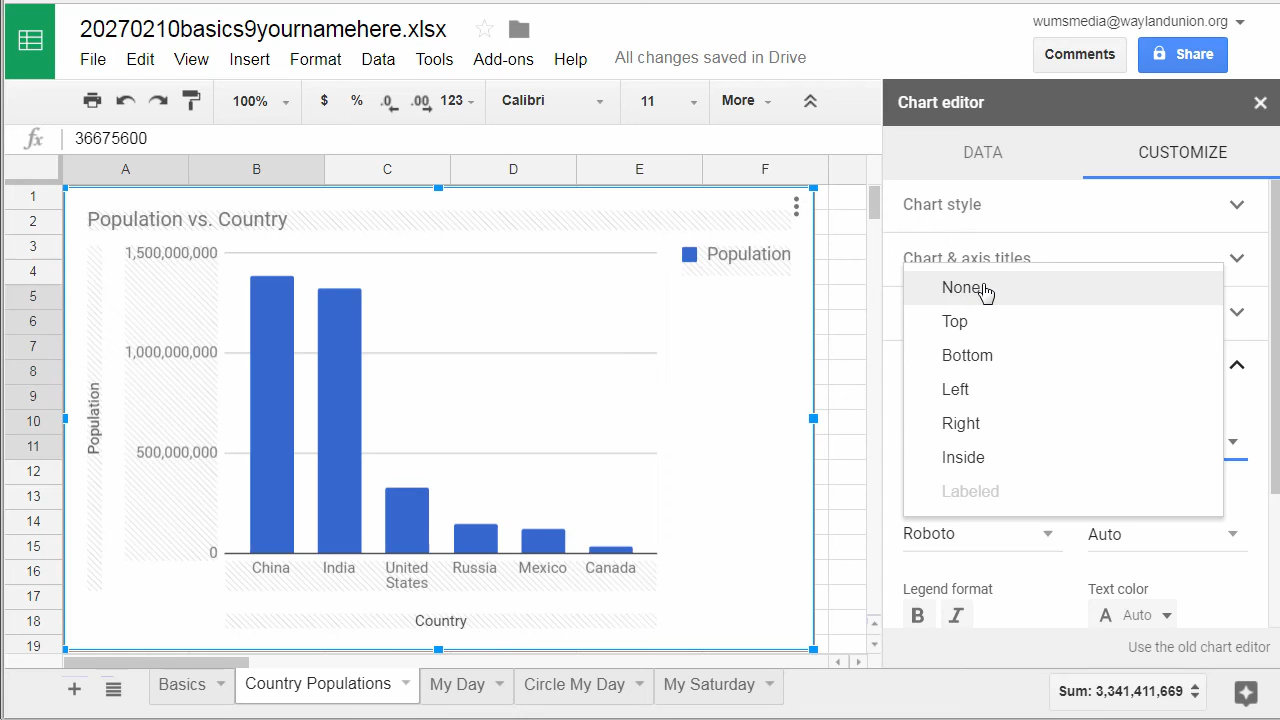 20270210basics9yournamehere.xlsx
wumsmedia@waylandunion.org
File Edit View Insert Format Data Tools Add-ons Help All changes saved in Drive
Comments Share
100% $ % .0 .00 123 Calibri 11 More
fx 36675600
A B C D E F
1
2
3
4
5
6
7
8
9
10
11
12
13
14
15
16
17
18
19
Population vs. Country
Population
1,500,000,000
1,000,000,000
500,000,000
0
Population
China India United States Russia Mexico Canada
Country
Chart editor
DATA CUSTOMIZE
Chart style
Chart & axis titles
None
Top
Bottom
Left
Right
Inside
Labeled
Roboto Auto
Legend format Text color
B I A Auto
Use the old chart editor
Basics Country Populations My Day Circle My Day My Saturday
Sum: 3,341,411,669